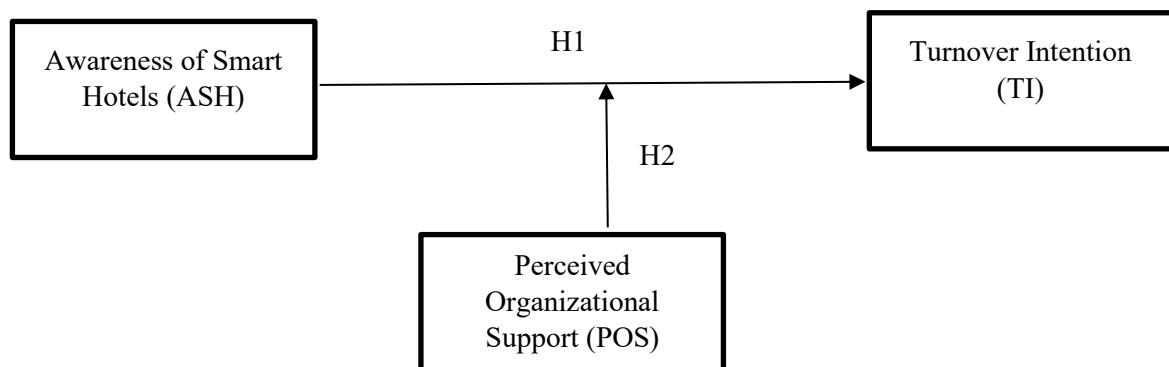 Awareness of Smart
Hotels (ASH)
H1
Turnover Intention
(TI)
H2
Perceived
Organizational
Support (POS)